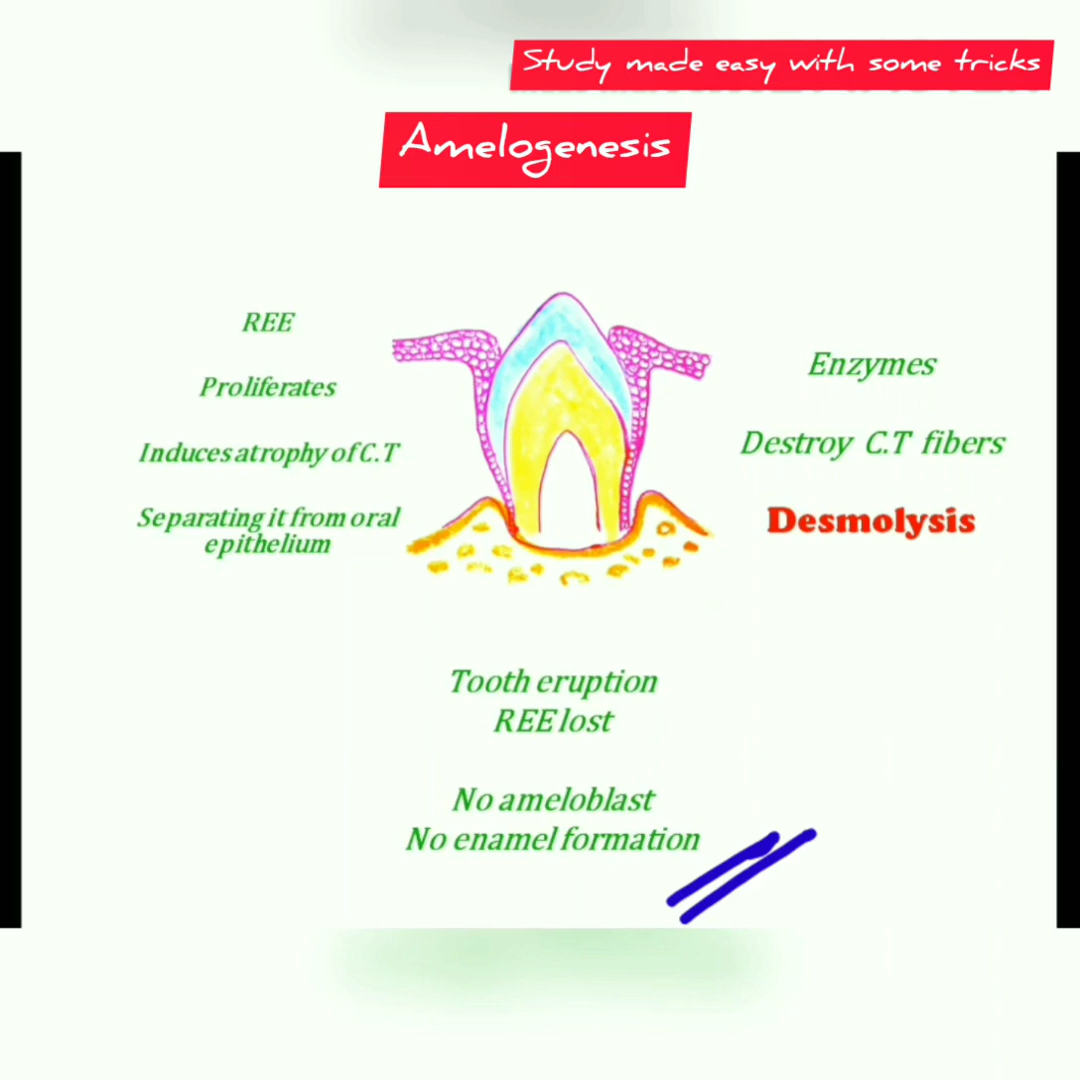 Study made easy with some tricks
Amelogenesis
REE
Proliferates
Induces atrophy of C.T
Separating it from oral
epithelium
Enzymes
Destroy C.T fibers
Desmolysis
Tooth eruption
REE lost
No ameloblast
No enamel formation